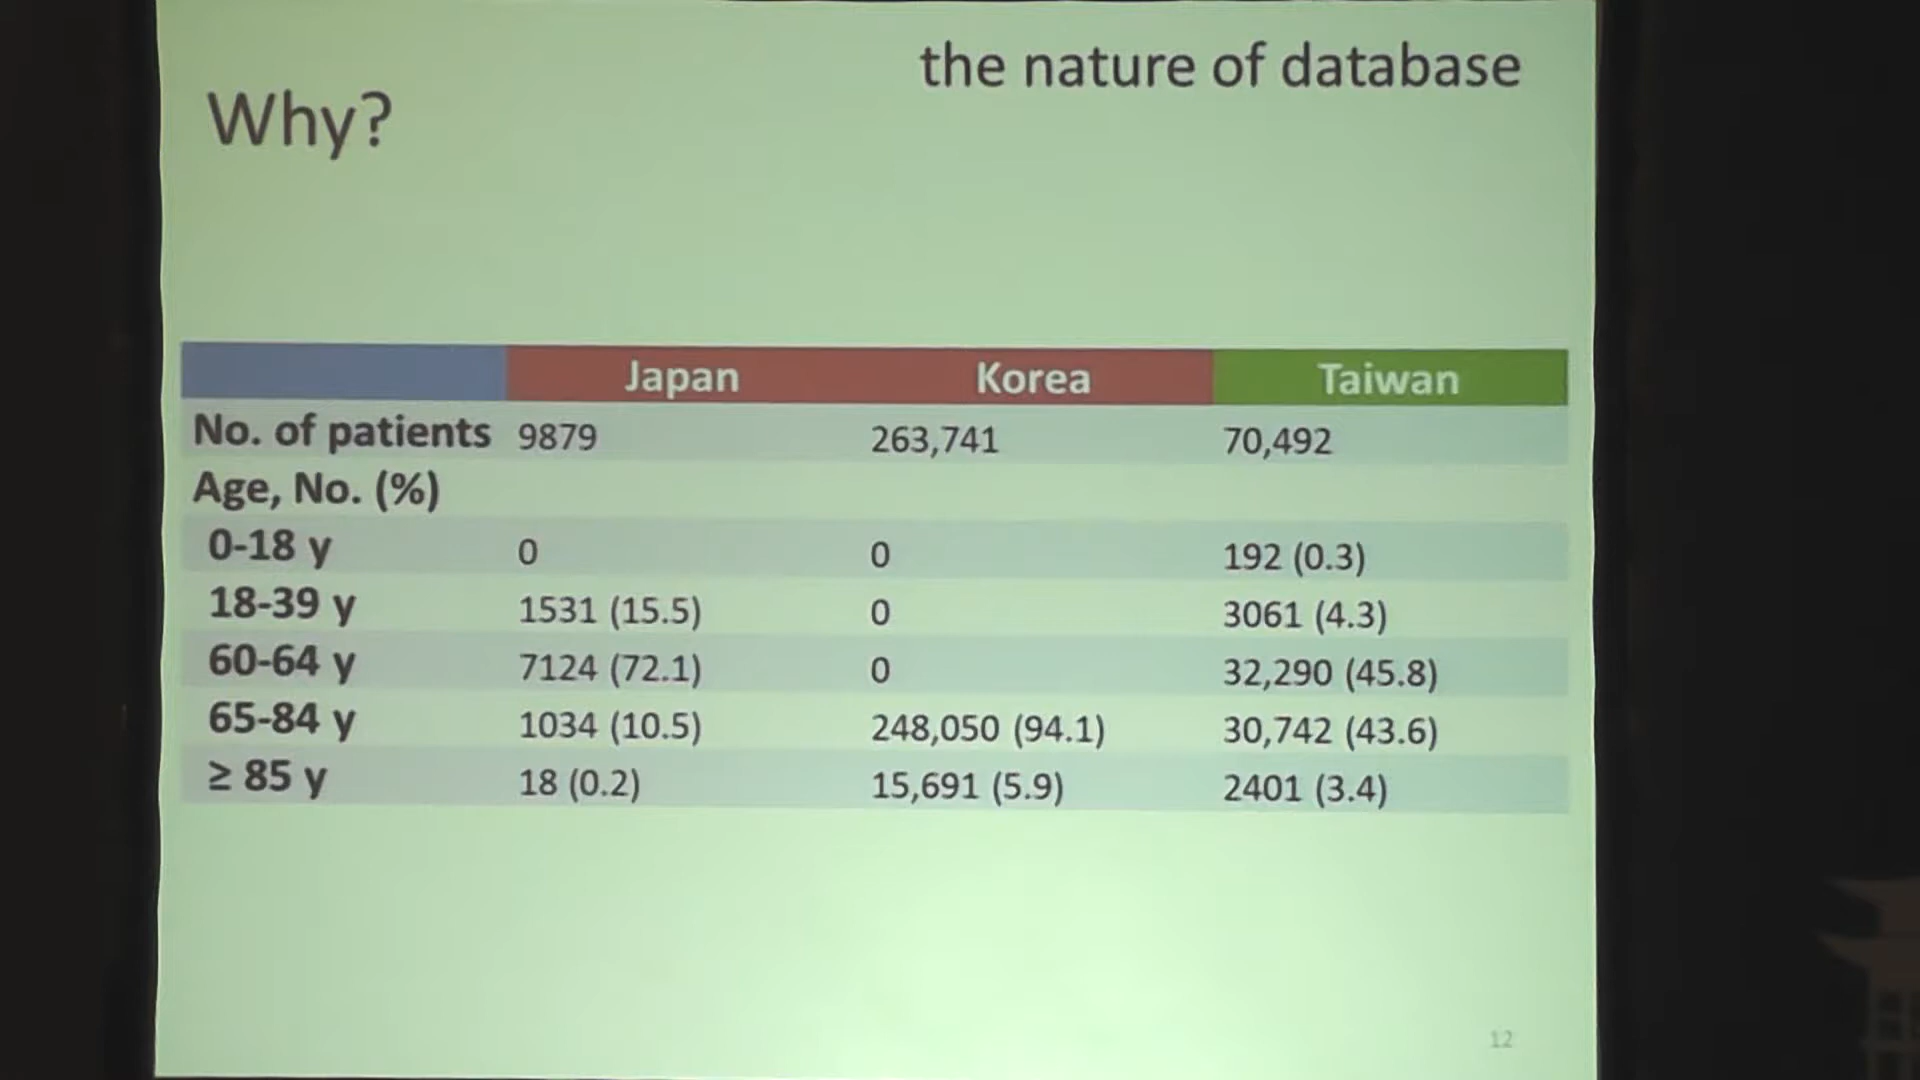 the nature of database
Why?
Japan Korea Taiwan
No. of patients 9879 263,741 70,492
Age, No. (%)
0-18 y 0 0 192 (0.3)
18-39 y 1531 (15.5) 0 3061 (4.3)
60-64 y 7124 (72.1) 0 32,290 (45.8)
65-84 y 1034 (10.5) 248,050 (94.1) 30,742 (43.6)
≥ 85 y 18 (0.2) 15,691 (5.9) 2401 (3.4)
12